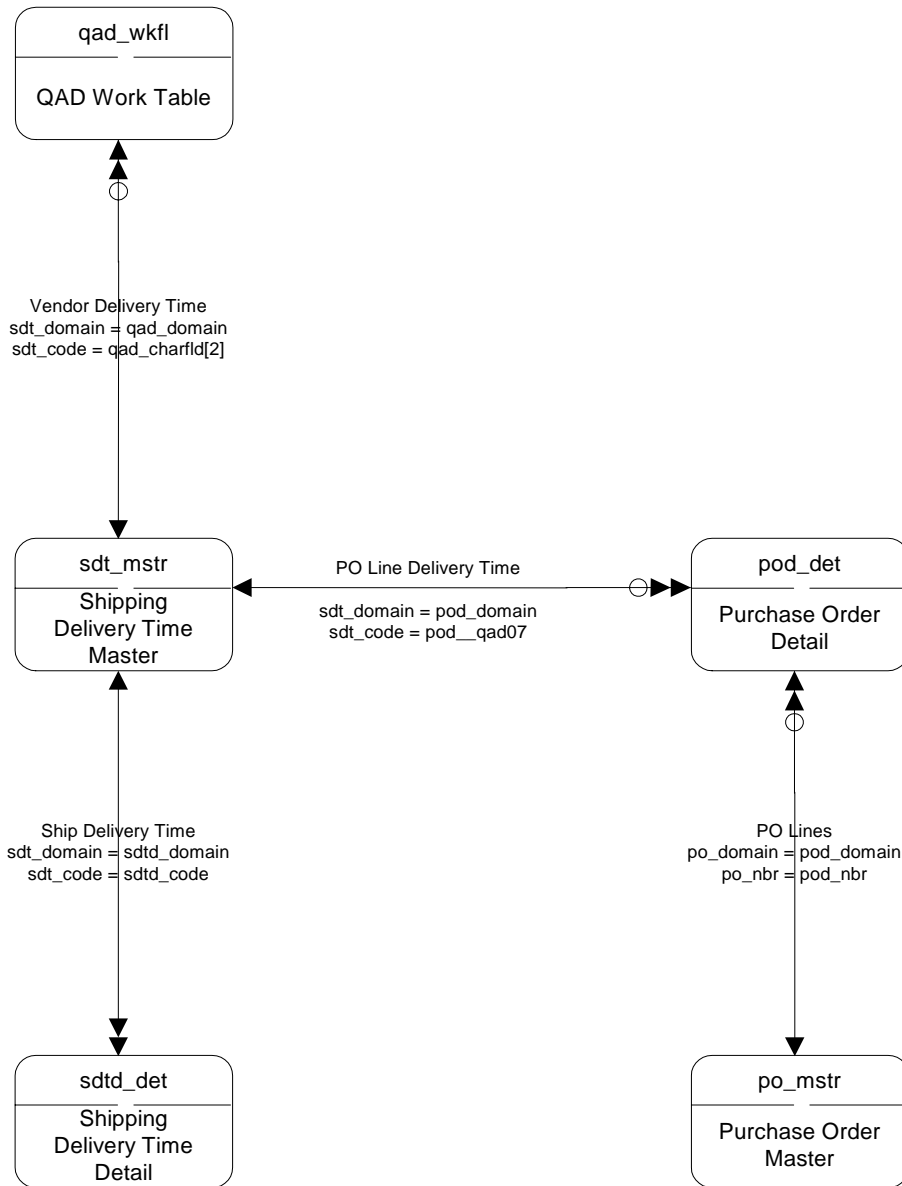 qad_wkfl
QAD Work Table
Vendor Delivery Time
sdt_domain = qad_domain
sdt_code = qad_charfld[2]
sdt_mstr
Shipping
Delivery Time
Master
PO Line Delivery Time
sdt_domain = pod_domain
sdt_code = pod__qad07
pod_det
Purchase Order
Detail
Ship Delivery Time
sdt_domain = sdtd_domain
sdt_code = sdtd_code
PO Lines
po_domain = pod_domain
po_nbr = pod_nbr
sdtd_det
Shipping
Delivery Time
Detail
po_mstr
Purchase Order
Master